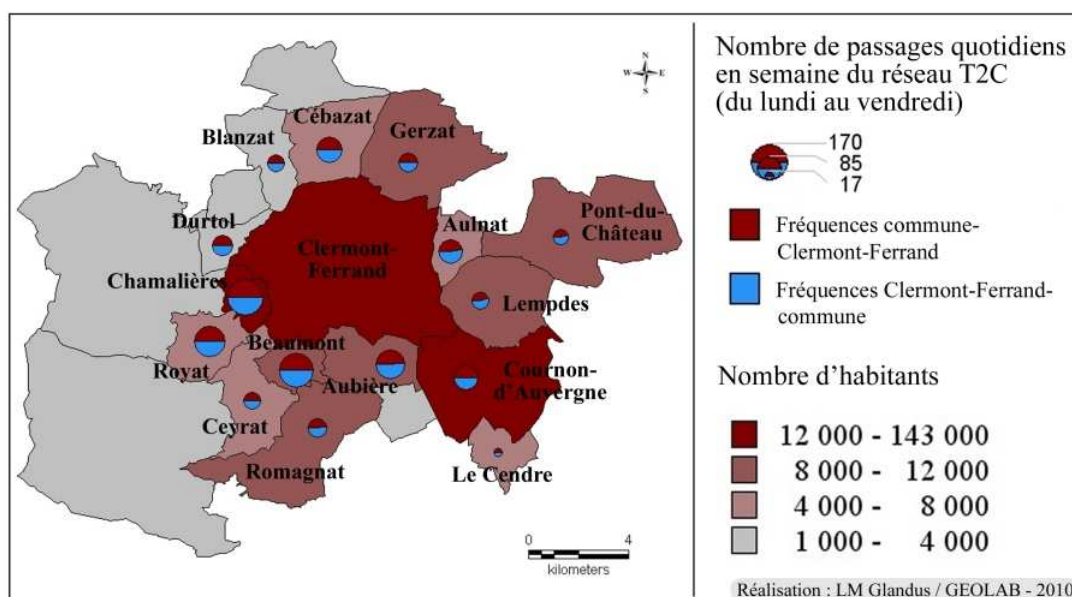 N
W E
S
Cébazat
Blanzat
Gerzat
Durtol
Aulnat
Pont-du-
Château
Clermont-
Ferrand
Chamalières
Lempdes
Beaumont
Royat
Aubière
Cournon-
d'Auvergne
Ceyrat
Romagnat
Le Cendre
0 4
kilometers
Nombre de passages quotidiens
en semaine du réseau T2C
(du lundi au vendredi)
170
85
17
Fréquences commune-
Clermont-Ferrand
Fréquences Clermont-Ferrand-
commune
Nombre d'habitants
12 000 - 143 000
8 000 - 12 000
4 000 - 8 000
1 000 - 4 000
Réalisation : LM Glandus / GEOLAB - 2010